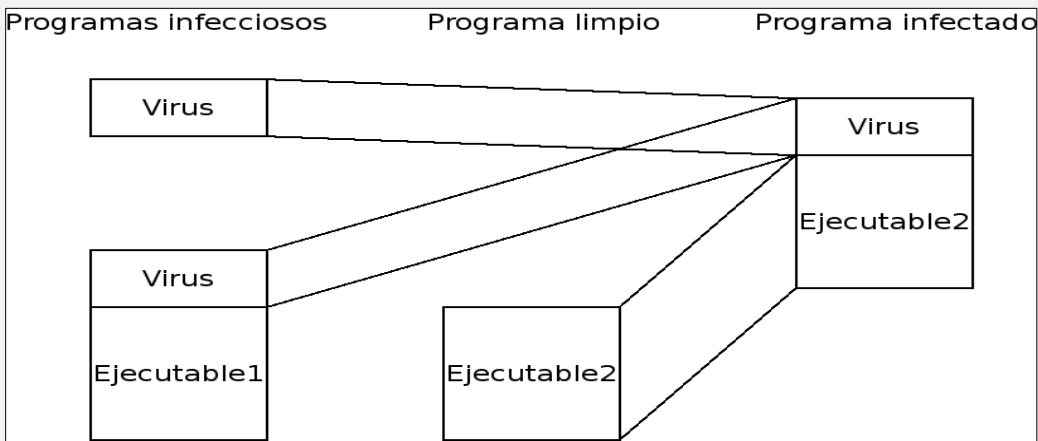 Programas infecciosos
Programa limpio
Programa infectado
Virus
Virus
Ejecutable2
Virus
Ejecutable1
Ejecutable2